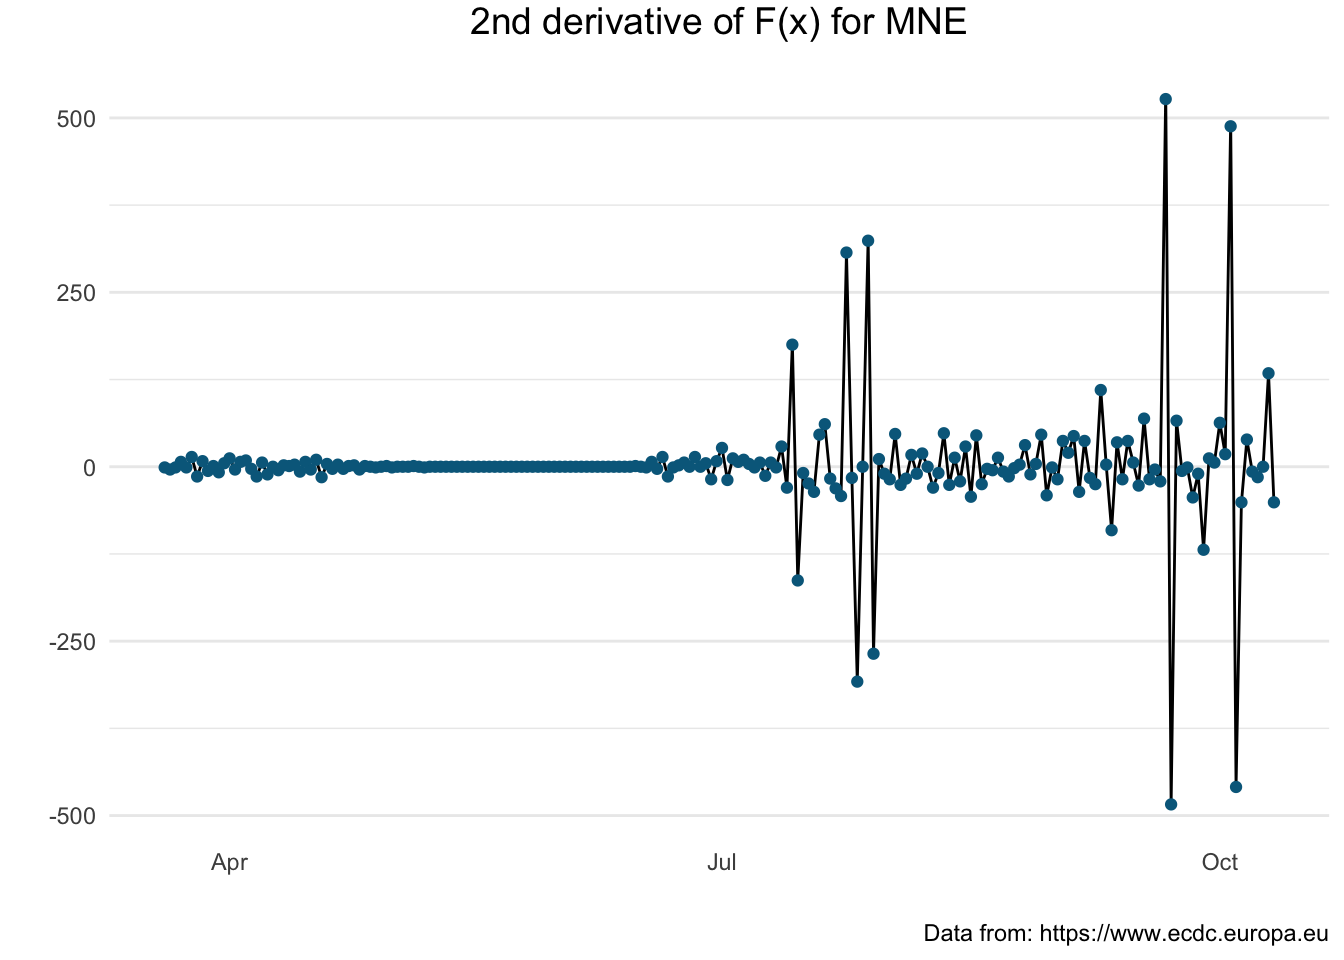 2nd derivative of F(x) for MNE
500
250
0
-250
-500
Apr Jul Oct
Data from: https://www.ecdc.europa.eu